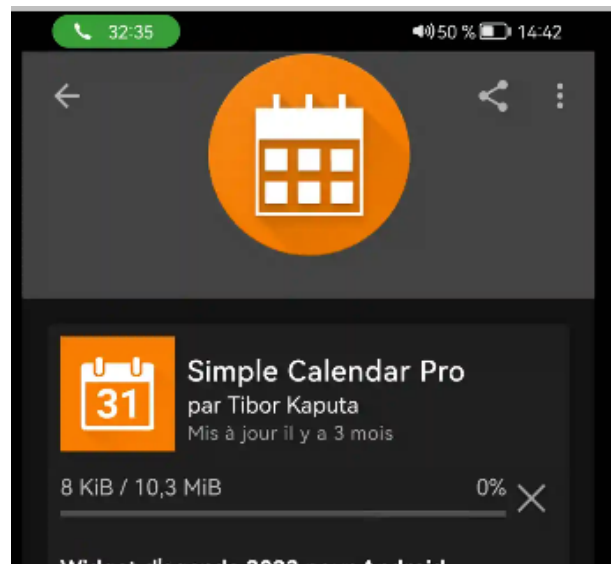 32:35
50 % 14:42
31
Simple Calendar Pro
par Tibor Kaputa
Mis à jour il y a 3 mois
8 KiB / 10,3 MiB
0%